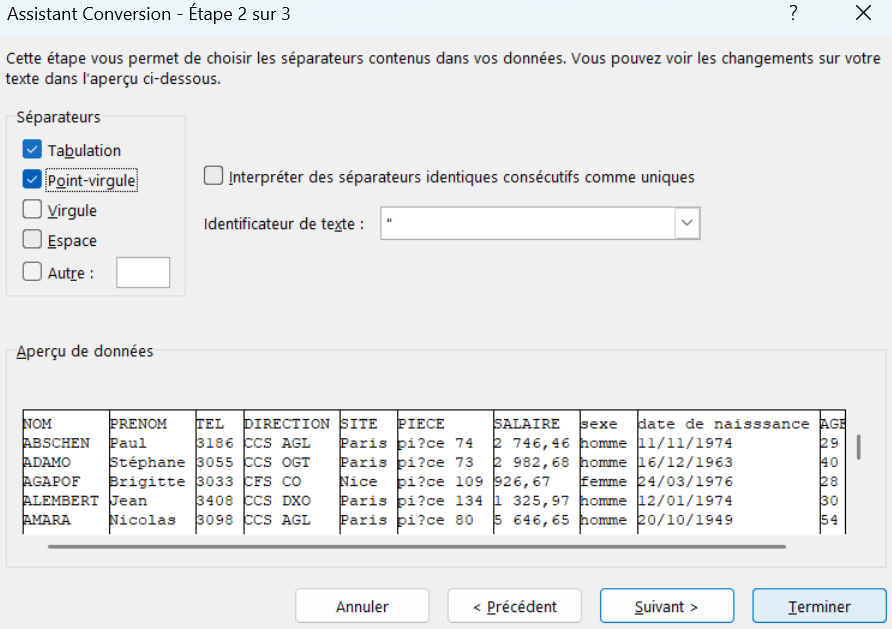 Assistant Conversion - Étape 2 sur 3 ?
Cette étape vous permet de choisir les séparateurs contenus dans vos données. Vous pouvez voir les changements sur votre
texte dans l'aperçu ci-dessous.
Séparateurs
Tabulation
Point-virgule
Virgule
Espace
Autre :
Interpréter des séparateurs identiques consécutifs comme uniques
Identificateur de texte : "
Aperçu de données
NOM PRENOM TEL DIRECTION SITE PIECE SALAIRE sexe date de naisssance AGE
ABSCHEN Paul 3186 CCS AGL Paris pi?ce 74 2 746,46 homme 11/11/1974 29
ADAMO Stéphane 3055 CCS OGT Paris pi?ce 73 2 982,68 homme 16/12/1963 40
AGAPOF Brigitte 3033 CFS CO Nice pi?ce 109 926,67 femme 24/03/1976 28
ALEMBERT Jean 3408 CCS DXO Paris pi?ce 134 1 325,97 homme 12/01/1974 30
AMARA Nicolas 3098 CCS AGL Paris pi?ce 80 5 646,65 homme 20/10/1949 54
Annuler < Précédent Suivant > Terminer